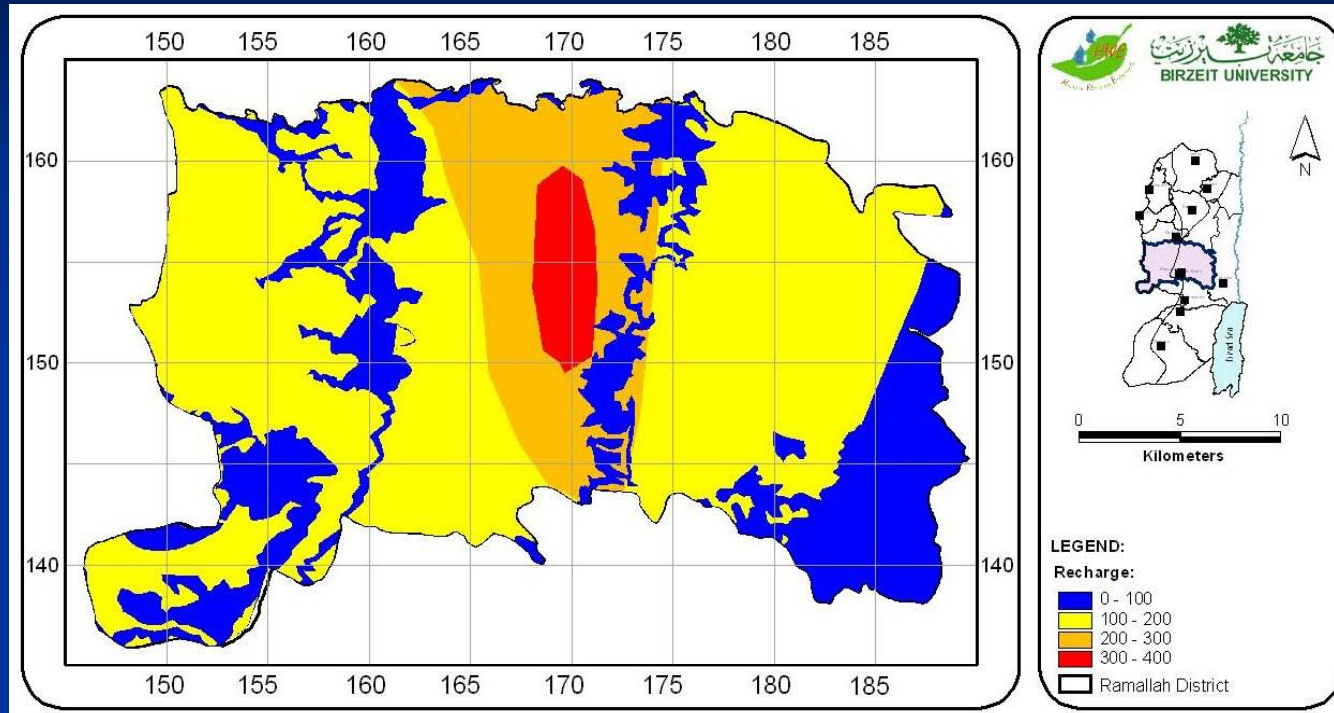 150 155 160 165 170 175 180 185
160 160
150 150
140 140
150 155 160 165 170 175 180 185
جامعة بيرزيت
BIRZEIT UNIVERSITY
N
Dead Sea
0 5 10
Kilometers
LEGEND:
Recharge:
0 - 100
100 - 200
200 - 300
300 - 400
Ramallah District